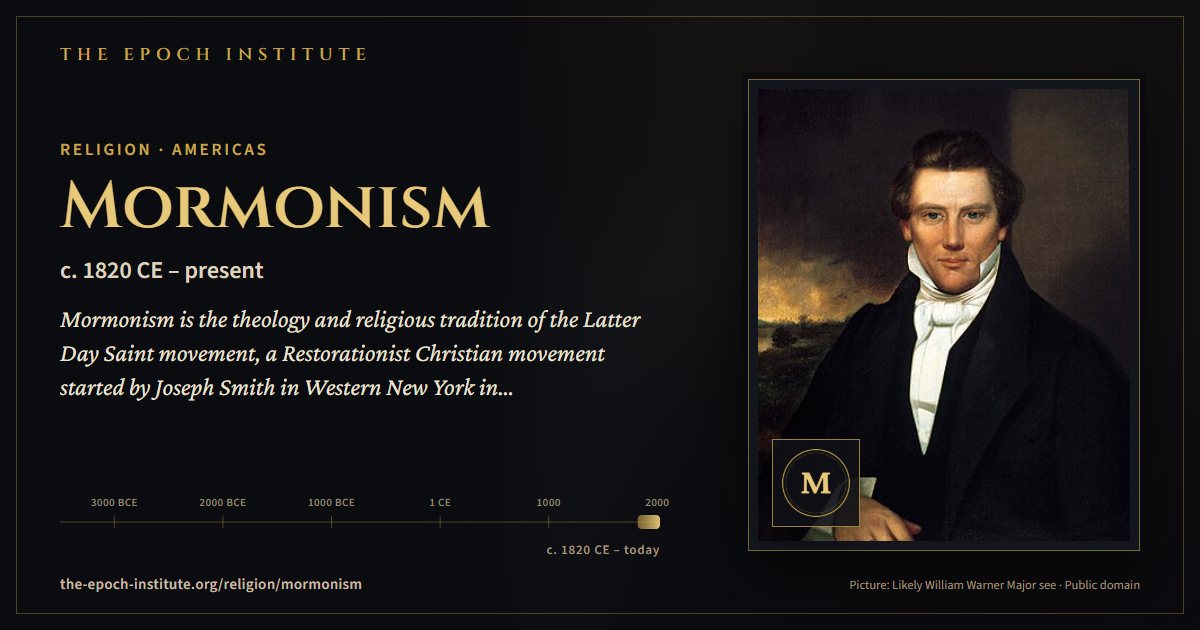 THE EPOCH INSTITUTE
RELIGION · AMERICAS
MORMONISM
c. 1820 CE – present
Mormonism is the theology and religious tradition of the Latter
Day Saint movement, a Restorationist Christian movement
started by Joseph Smith in Western New York in...
M
3000 BCE 2000 BCE 1000 BCE 1 CE 1000 2000
c. 1820 CE – today
the-epoch-institute.org/religion/mormonism
Picture: Likely William Warner Major see · Public domain